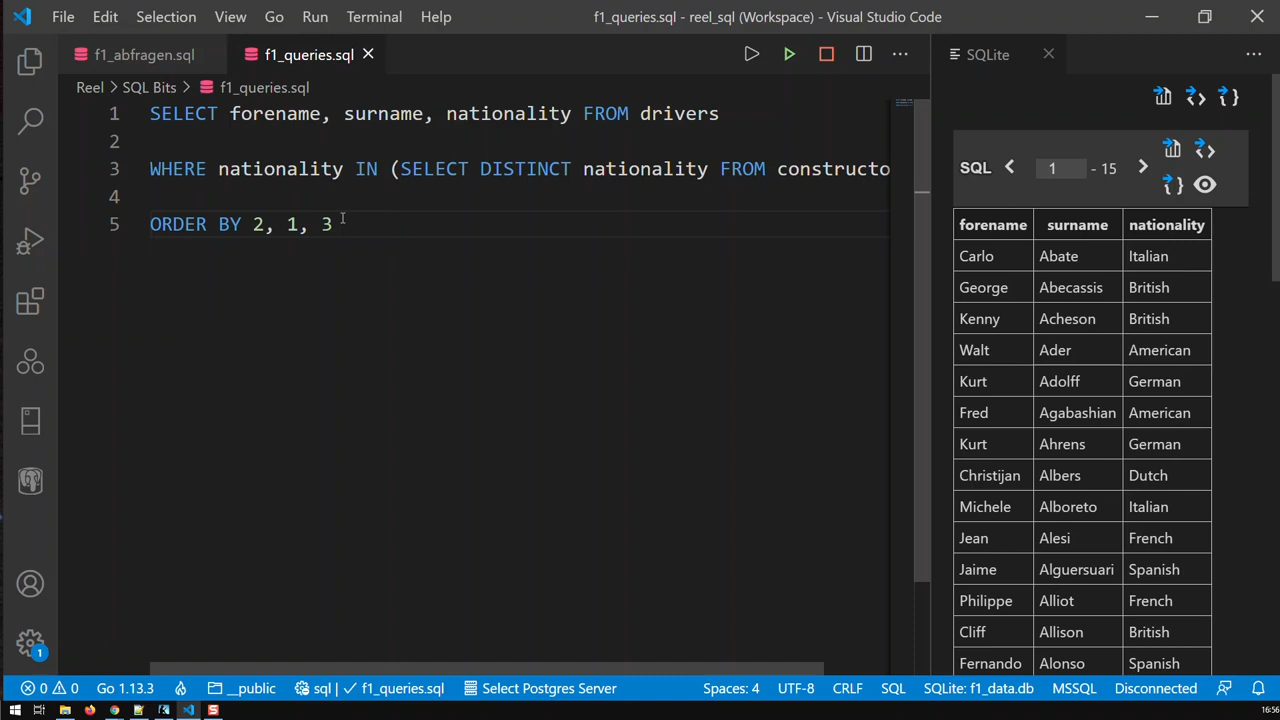 File Edit Selection View Go Run Terminal Help f1_queries.sql - reel_sql (Workspace) - Visual Studio Code
f1_abfragen.sql f1_queries.sql
Reel > SQL Bits > f1_queries.sql
1 SELECT forename, surname, nationality FROM drivers
2
3 WHERE nationality IN (SELECT DISTINCT nationality FROM constructo
4
5 ORDER BY 2, 1, 3
SQLite
SQL < 1 - 15 >
forename surname nationality
Carlo Abate Italian
George Abecassis British
Kenny Acheson British
Walt Ader American
Kurt Adolff German
Fred Agabashian American
Kurt Ahrens German
Christijan Albers Dutch
Michele Alboreto Italian
Jean Alesi French
Jaime Alguersuari Spanish
Philippe Alliot French
Cliff Allison British
Fernando Alonso Spanish
1
0 0 Go 1.13.3 __public sql | ✓ f1_queries.sql Select Postgres Server Spaces: 4 UTF-8 CRLF SQL SQLite: f1_data.db MSSQL Disconnected
16:56